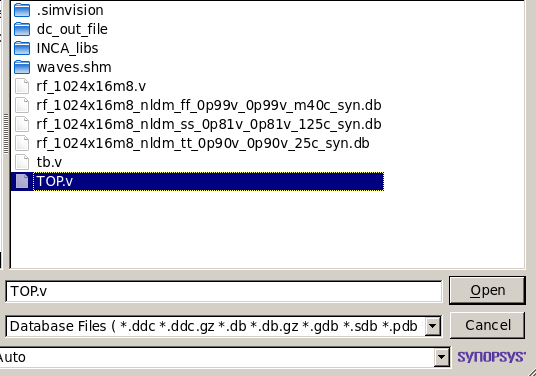 .simvision
dc_out_file
INCA_libs
waves.shm
rf_1024x16m8.v
rf_1024x16m8_nldm_ff_0p99v_0p99v_m40c_syn.db
rf_1024x16m8_nldm_ss_0p81v_0p81v_125c_syn.db
rf_1024x16m8_nldm_tt_0p90v_0p90v_25c_syn.db
tb.v
TOP.v
TOP.v Open
Database Files ( *.ddc *.ddc.gz *.db *.db.gz *.gdb *.sdb *.pdb Cancel
Auto SYNOPSYS